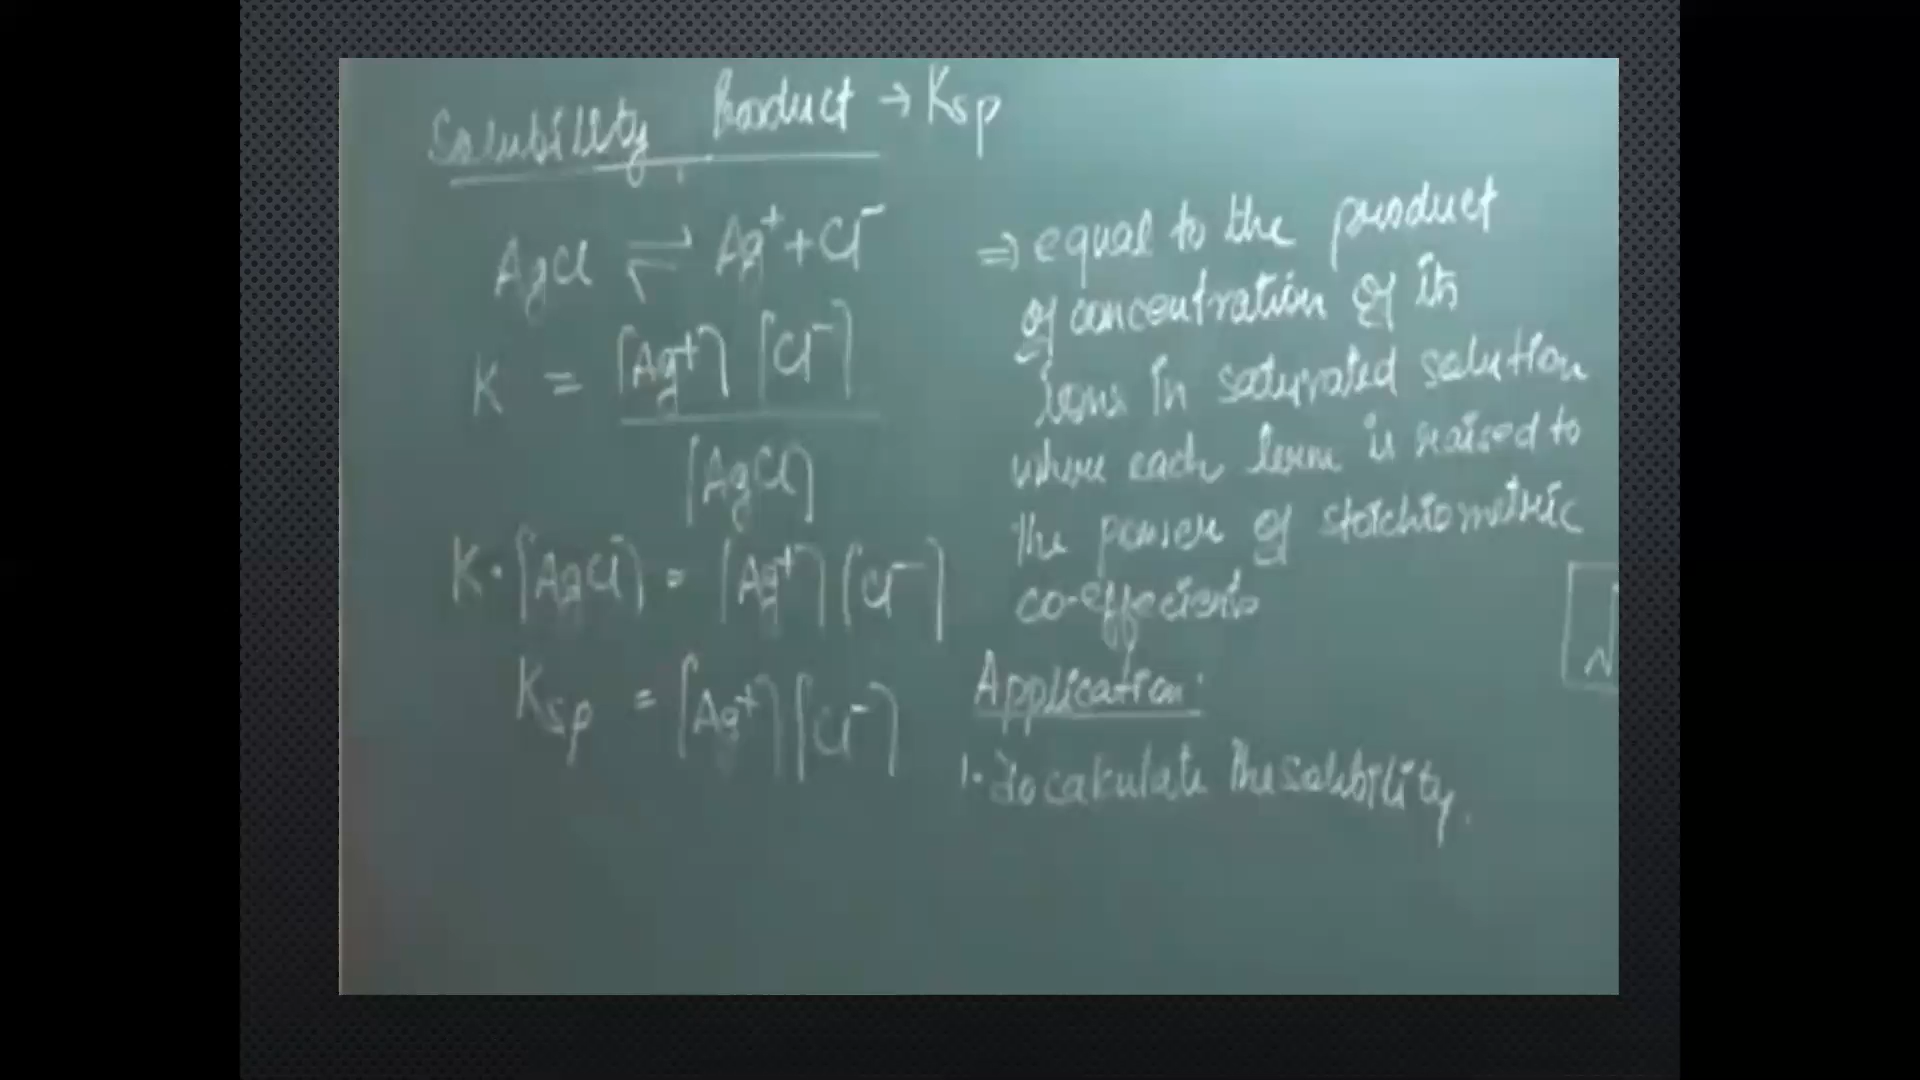 Solubility Product → Ksp
AgCl ⇌ Ag⁺ + Cl⁻
K = [Ag⁺] [Cl⁻]
[AgCl]
K · [AgCl] = [Ag⁺] [Cl⁻]
Ksp = [Ag⁺] [Cl⁻]
⇒ equal to the product
of concentration of its
ions in saturated solution
where each term is raised to
the power of stoichiometric
co-effecients
Application:
1. To calculate the solubility.
N